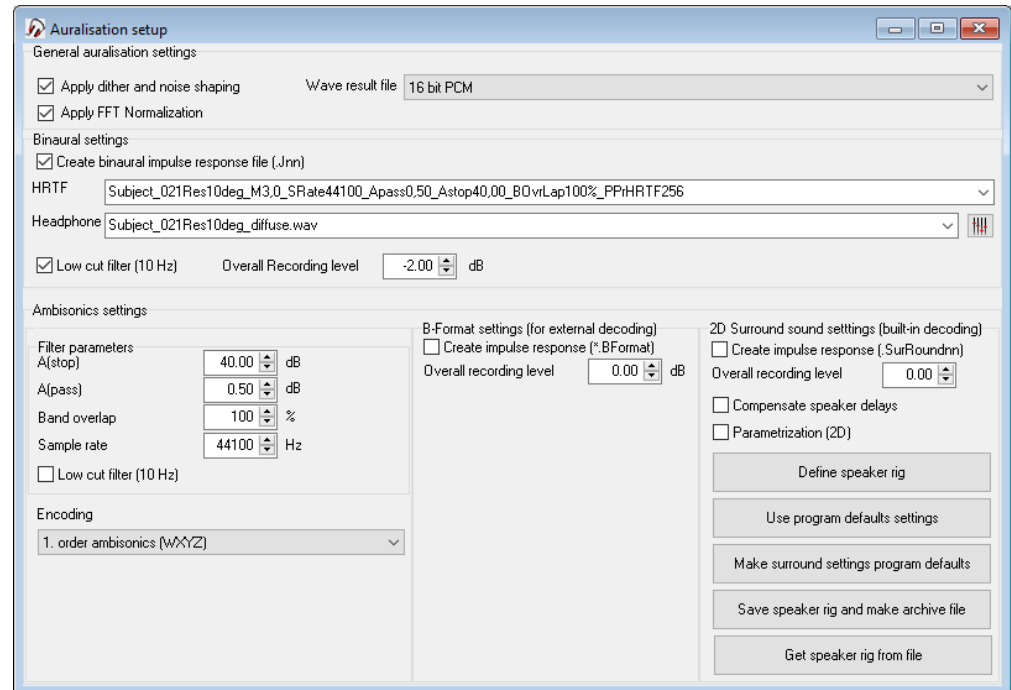 Auralisation setup
General auralisation settings
Apply dither and noise shaping
Wave result file
16 bit PCM
Apply FFT Normalization
Binaural settings
Create binaural impulse response file (.Jnn)
HRTF
Subject_021Res10deg_M3,0_SRate44100_Apass0,50_Astop40,00_BOvrLap100%_PPrHRTF256
Headphone
Subject_021Res10deg_diffuse.wav
Low cut filter (10 Hz)
Overall Recording level
-2.00
dB
Ambisonics settings
Filter parameters
A(stop)
40.00
dB
A(pass)
0.50
dB
Band overlap
100
%
Sample rate
44100
Hz
Low cut filter (10 Hz)
Encoding
1. order ambisonics (WXYZ)
B-Format settings (for external decoding)
Create impulse response (*.BFormat)
Overall recording level
0.00
dB
2D Surround sound setttings (built-in decoding)
Create impulse response (.SurRoundnn)
Overall recording level
0.00
Compensate speaker delays
Parametrization (2D)
Define speaker rig
Use program defaults settings
Make surround settings program defaults
Save speaker rig and make archive file
Get speaker rig from file